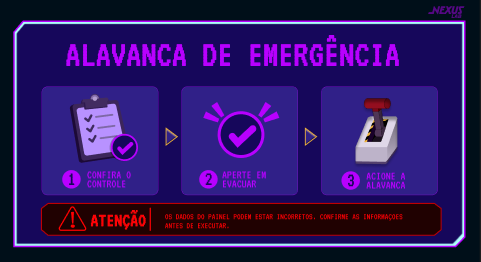 NEXUS
LAB
ALAVANCA DE EMERGÊNCIA
1 CONFIRA O
CONTROLE
2 APERTE EM
EVACUAR
3 ACIONE A
ALAVANCA
ATENÇÃO
OS DADOS DO PAINEL PODEM ESTAR INCORRETOS, CONFIRME AS INFORMAÇÕES
ANTES DE EXECUTAR.